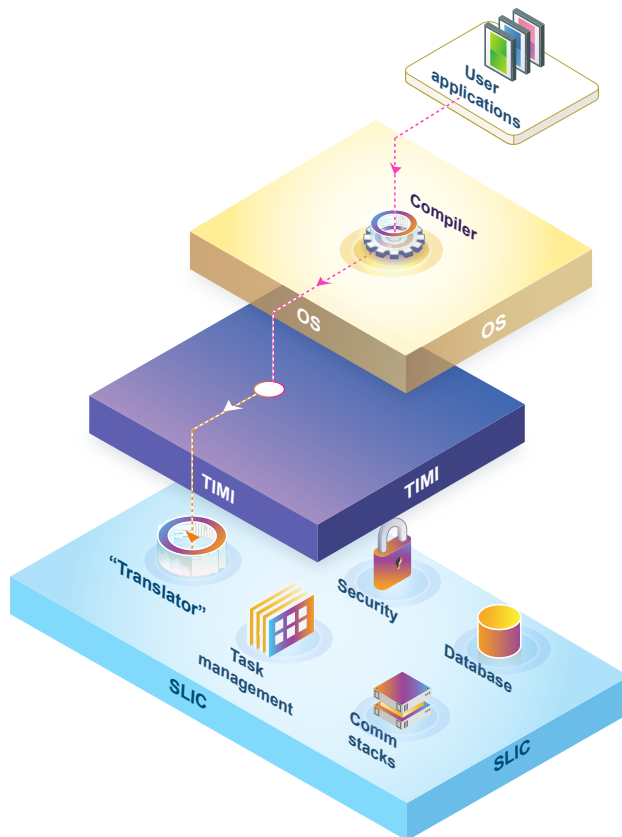 User
applications
Compiler
OS
OS
TIMI
TIMI
“Translator”
Security
Task
management
Database
Comm
stacks
SLIC
SLIC